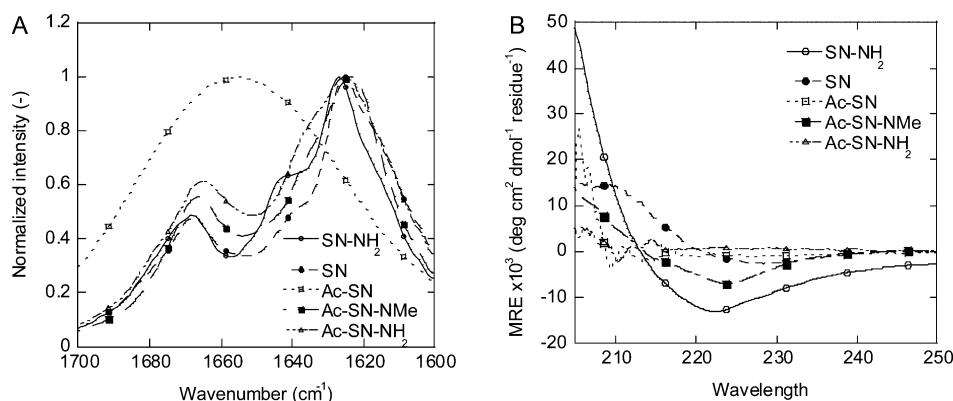 A
Normalized intensity (-)
1
0.8
0.6
0.4
0.2
0
1700
1680
1660
1640
1620
1600
Wavenumber (cm⁻¹)
SN-NH₂
SN
Ac-SN
Ac-SN-NMe
Ac-SN-NH₂
B
MRE x10³ (deg cm² dmol⁻¹ residue⁻¹)
50
40
30
20
10
0
-10
-20
210
220
230
240
250
Wavelength
SN-NH₂
SN
Ac-SN
Ac-SN-NMe
Ac-SN-NH₂